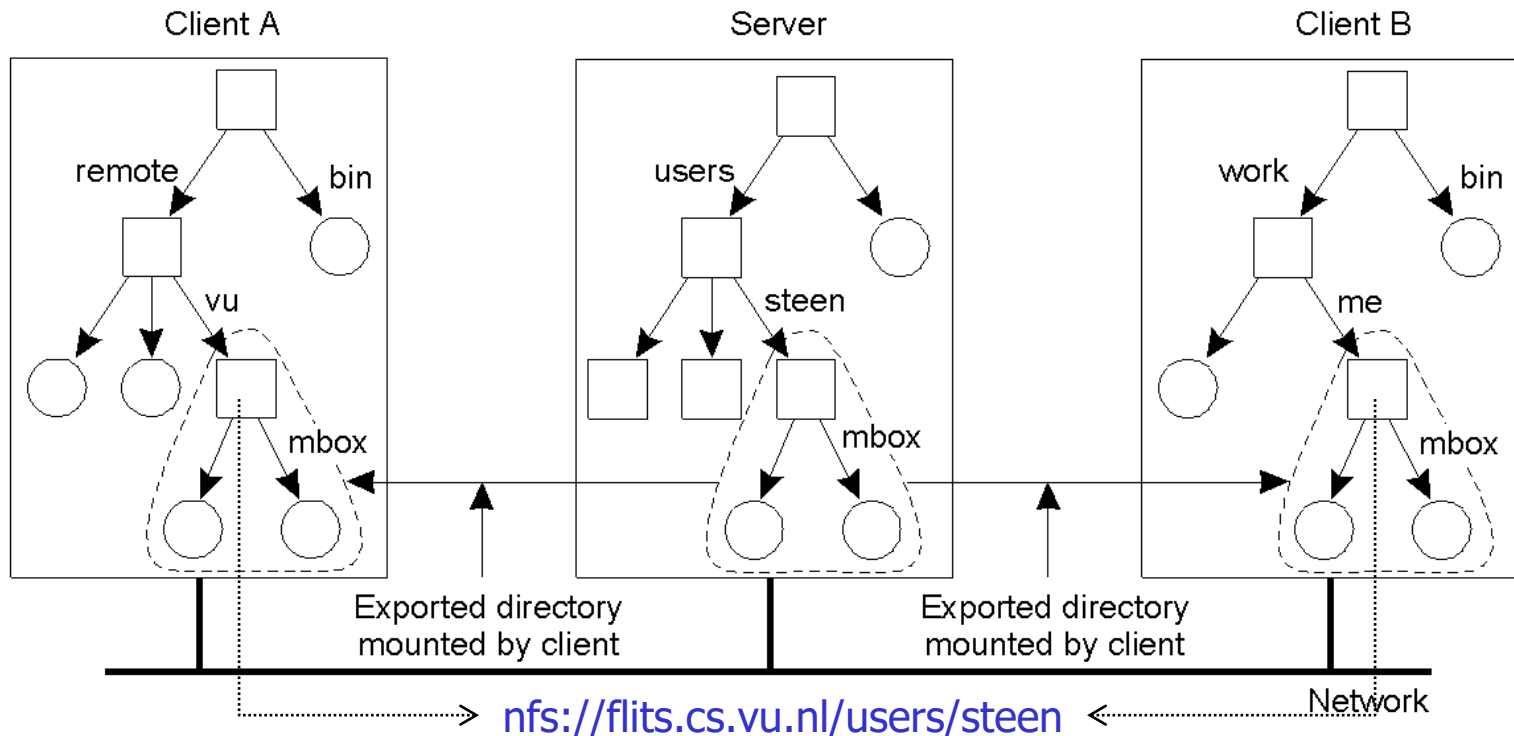 Client A
Server
Client B
remote
bin
users
work
bin
vu
steen
me
mbox
mbox
mbox
Exported directory
mounted by client
Exported directory
mounted by client
Network
nfs://flits.cs.vu.nl/users/steen